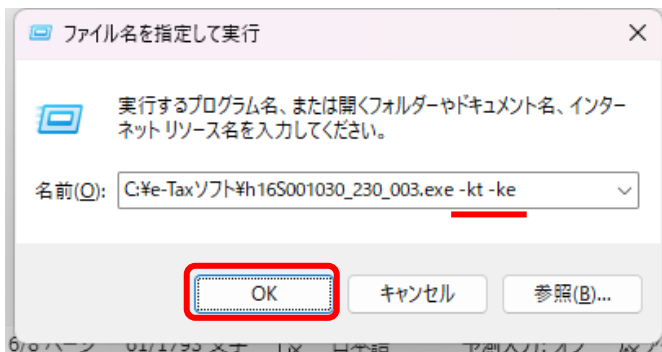 ファイル名を指定して実行
実行するプログラム名、または開くフォルダーやドキュメント名、インター
ネット リソース名を入力してください。
名前(O): C:¥e-Taxソフト¥h16S001030_230_003.exe -kt -ke
OK キャンセル 参照(B)...